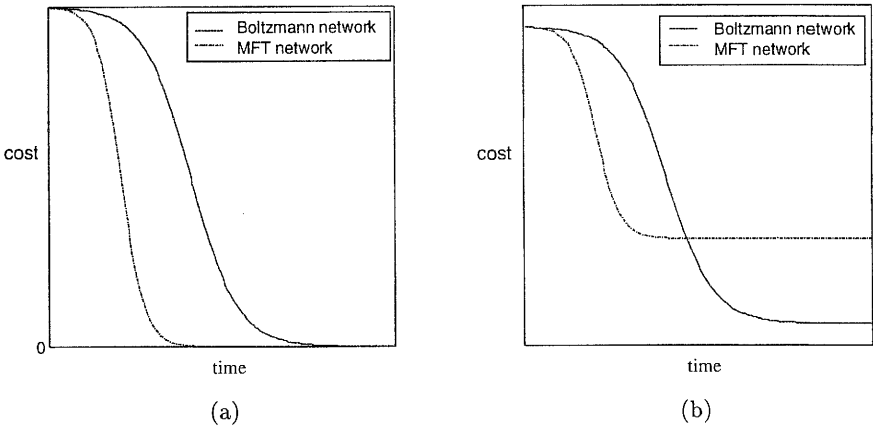 Boltzmann network
MFT network
cost
0
time
(a)
Boltzmann network
MFT network
cost
time
(b)